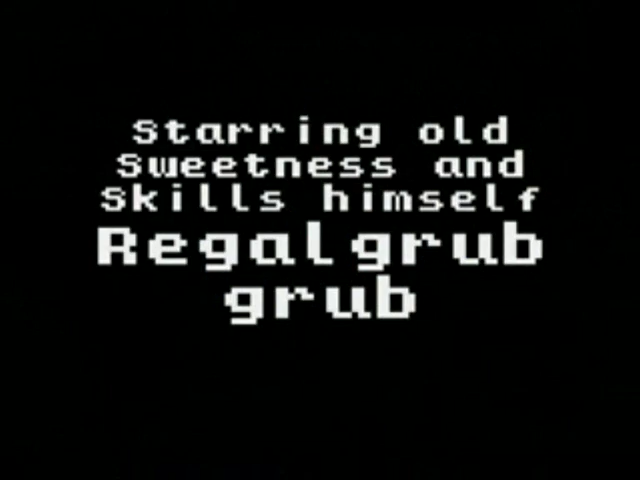 Starring old
Sweetness and
Skills himself
Regalgrub
grub